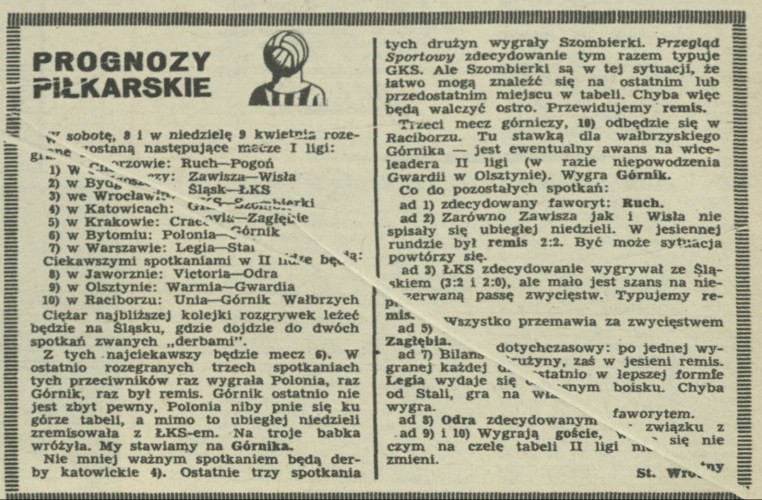 PROGNOZY
PIŁKARSKIE
W sobotę, 8 i w niedzielę 9 kwietnia roze-
grane zostaną następujące mecze I ligi:
1) W Chorzowie: Ruch—Pogoń
2) w Bydgoszczy: Zawisza—Wisła
3) we Wrocławiu: Śląsk—ŁKS
4) w Katowicach: GKS—Szombierki
5) w Krakowie: Cracovia—Zagłębie
6) w Bytomiu: Polonia—Górnik
7) w Warszawie: Legia—Stal
Ciekawszymi spotkaniami w II lidze będą:
8) w Jaworznie: Victoria—Odra
9) w Olsztynie: Warmia—Gwardia
10) w Raciborzu: Unia—Górnik Wałbrzych
Ciężar najbliższej kolejki rozgrywek leżeć
będzie na Śląsku, gdzie dojdzie do dwóch
spotkań zwanych „derbami".
Z tych najciekawszy będzie mecz 6). W
ostatnio rozegranych trzech spotkaniach
tych przeciwników raz wygrała Polonia, raz
Górnik, raz był remis. Górnik ostatnio nie
jest zbyt pewny, Polonia niby pnie się ku
górze tabeli, a mimo to ubiegłej niedzieli
zremisowała z ŁKS-em. Na troje babka
wróżyła. My stawiamy na Górnika.
Nie mniej ważnym spotkaniem będą der-
by katowickie 4). Ostatnie trzy spotkania
tych drużyn wygrały Szombierki. Przegląd
Sportowy zdecydowanie tym razem typuje
GKS. Ale Szombierki są w tej sytuacji, że
łatwo mogą znaleźć się na ostatnim lub
przedostatnim miejscu w tabeli. Chyba więc
będą walczyć ostro. Przewidujemy remis.
Trzeci mecz górniczy, 10) odbędzie się w
Raciborzu. Tu stawka dla wałbrzyskiego
Górnika — jest ewentualny awans na wice-
leadera II ligi (w razie niepowodzenia
Gwardii w Olsztynie). Wygra Górnik.
Co do pozostałych spotkań:
ad 1) zdecydowany faworyt: Ruch.
ad 2) Zarówno Zawisza jak i Wisła nie
spisały się ubiegłej niedzieli. W jesiennej
rundzie był remis 2:2. Być może sytuacja
powtórzy się.
ad 3) ŁKS zdecydowanie wygrywał ze Ślą-
skiem (3:2 i 2:0), ale mało jest szans na nie-
zerwaną passę zwycięstw. Typujemy re-
mis.
ad 5) Wszystko przemawia za zwycięstwem
Zagłębia.
ad 7) Bilans dotychczasowy: po jednej wy-
granej każdej drużyny, zaś w jesieni remis.
Legia wydaje się ostatnio w lepszej formie
od Stali, gra na własnym boisku. Chyba
wygra.
ad 8) Odra zdecydowanym faworytem.
ad 9) i 10) Wygrają goście, w związku z
czym na czele tabeli II ligi nic się nie
zmieni.
St.